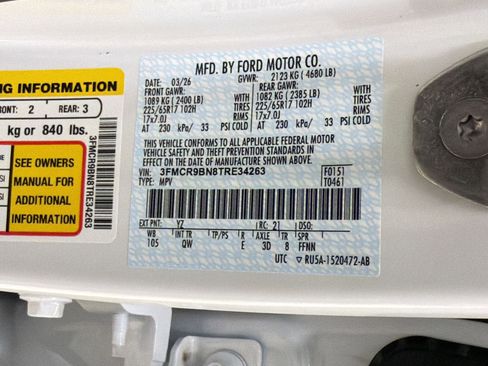 NG INFORMATION
RONT: 2 REAR: 3
kg or 840 lbs.
SEE OWNERS
MANUAL FOR
ADDITIONAL
INFORMATION
3FMCR9BN8TRE34263
MFD. BY FORD MOTOR CO.
03/26 GVWR: 2123 KG ( 4680 LB)
FRONT GAWR: REAR GAWR:
1089 KG ( 2400 LB) WITH 1082 KG ( 2385 LB) WITH
225/65R17 102H TIRES 225/65R17 102H TIRES
17x7.0J RIMS 17x7.0J RIMS
AT 230 kPa/ 33 PSI COLD AT 230 kPa/ 33 PSI COLD
THIS VEHICLE CONFORMS TO ALL APPLICABLE FEDERAL MOTOR
VEHICLE SAFETY AND THEFT PREVENTION STANDARDS IN EFFECT ON
THE DATE OF MANUFACTURE SHOWN ABOVE.
VIN: 3FMCR9BN8TRE34263 F0151
TYPE: MPV T0461
EXT PNT: YZ RC: 21 DSO:
WB INT TR TP/PS R AXLE TR SPR
105 QW E 3D 8 FFNN
UTC RU5A-1520472-AB